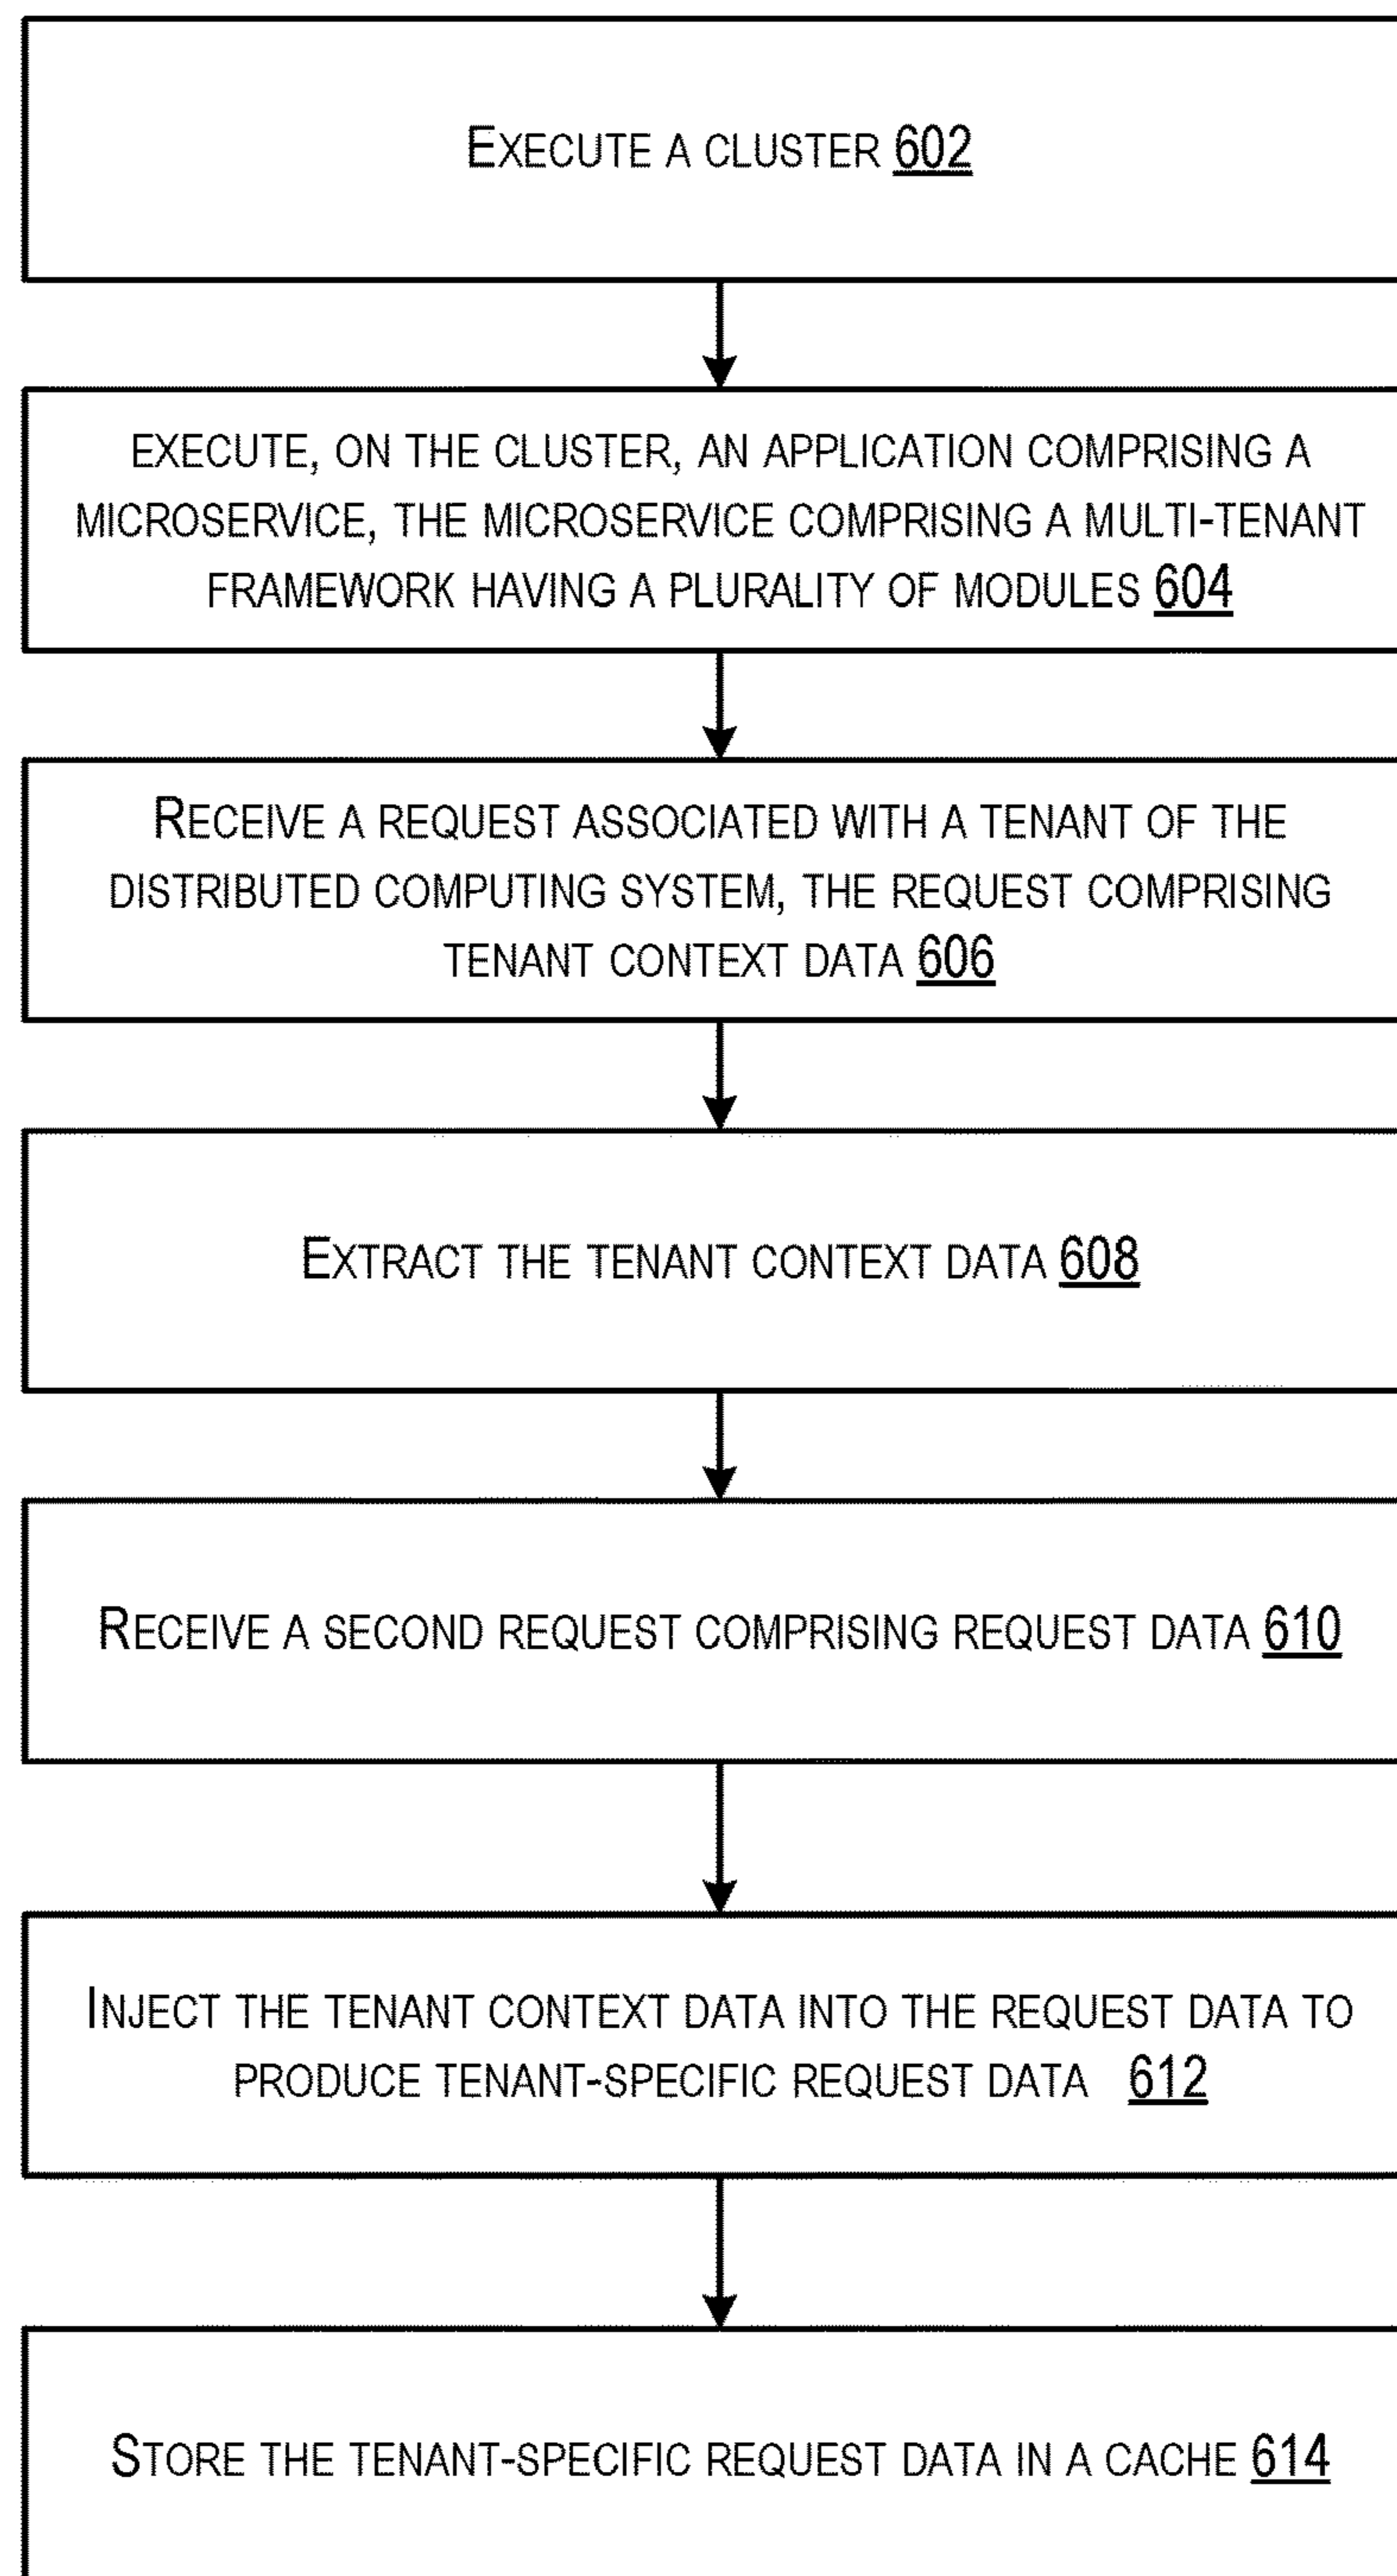 EXECUTE A CLUSTER 602
EXECUTE, ON THE CLUSTER, AN APPLICATION COMPRISING A
MICROSERVICE, THE MICROSERVICE COMPRISING A MULTI-TENANT
FRAMEWORK HAVING A PLURALITY OF MODULES 604
RECEIVE A REQUEST ASSOCIATED WITH A TENANT OF THE
DISTRIBUTED COMPUTING SYSTEM, THE REQUEST COMPRISING
TENANT CONTEXT DATA 606
EXTRACT THE TENANT CONTEXT DATA 608
RECEIVE A SECOND REQUEST COMPRISING REQUEST DATA 610
INJECT THE TENANT CONTEXT DATA INTO THE REQUEST DATA TO
PRODUCE TENANT-SPECIFIC REQUEST DATA 612
STORE THE TENANT-SPECIFIC REQUEST DATA IN A CACHE 614